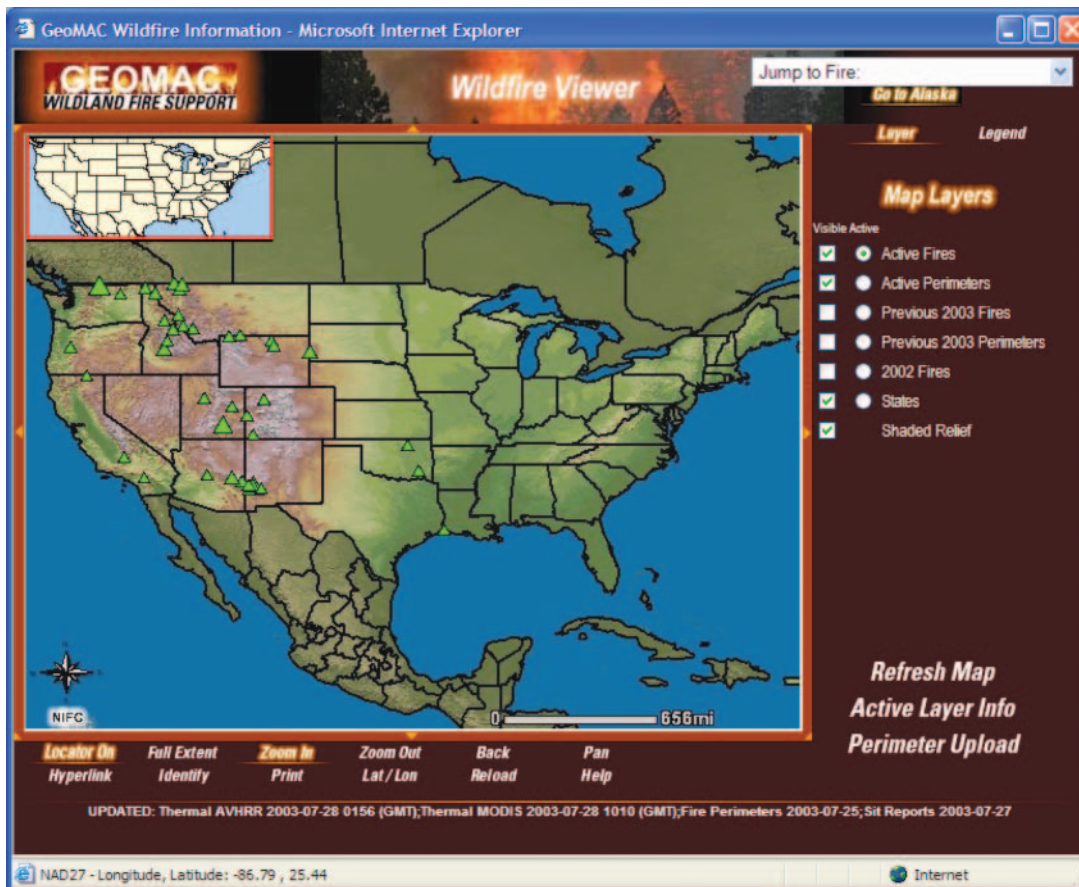 GeoMAC Wildfire Information - Microsoft Internet Explorer
GEOMAC
WILDLAND FIRE SUPPORT
Wildfire Viewer
Jump to Fire:
Go to Alaska
Layer Legend
Map Layers
Visible Active
Active Fires
Active Perimeters
Previous 2003 Fires
Previous 2003 Perimeters
2002 Fires
States
Shaded Relief
NIFC
0 656mi
Refresh Map
Active Layer Info
Perimeter Upload
Locator On Full Extent Zoom In Zoom Out Back Pan
Hyperlink Identify Print Lat/Lon Reload Help
UPDATED: Thermal AVHRR 2003-07-28 0156 (GMT);Thermal MODIS 2003-07-28 1010 (GMT);Fire Perimeters 2003-07-25;Sit Reports 2003-07-27
NAD27 - Longitude, Latitude: -86.79 , 25.44 Internet